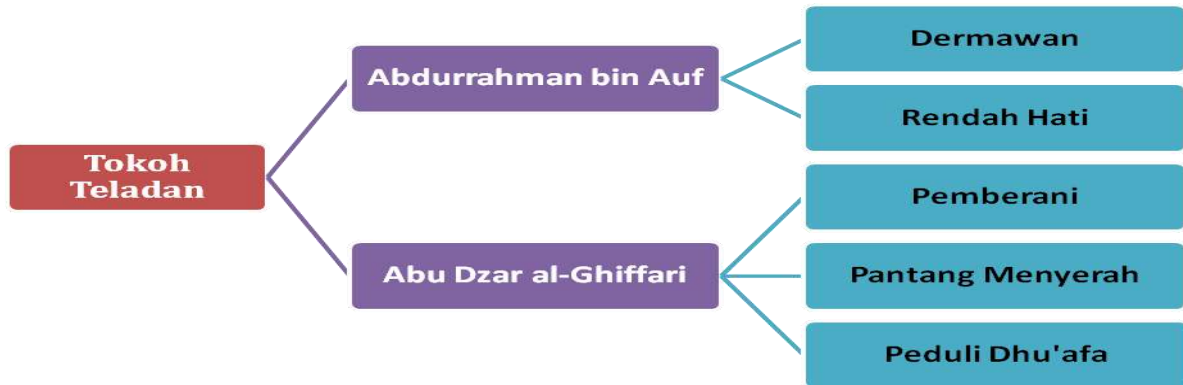 Tokoh
Teladan
Abdurrahman bin Auf
Dermawan
Rendah Hati
Abu Dzar al-Ghiffari
Pemberani
Pantang Menyerah
Peduli Dhu'afa